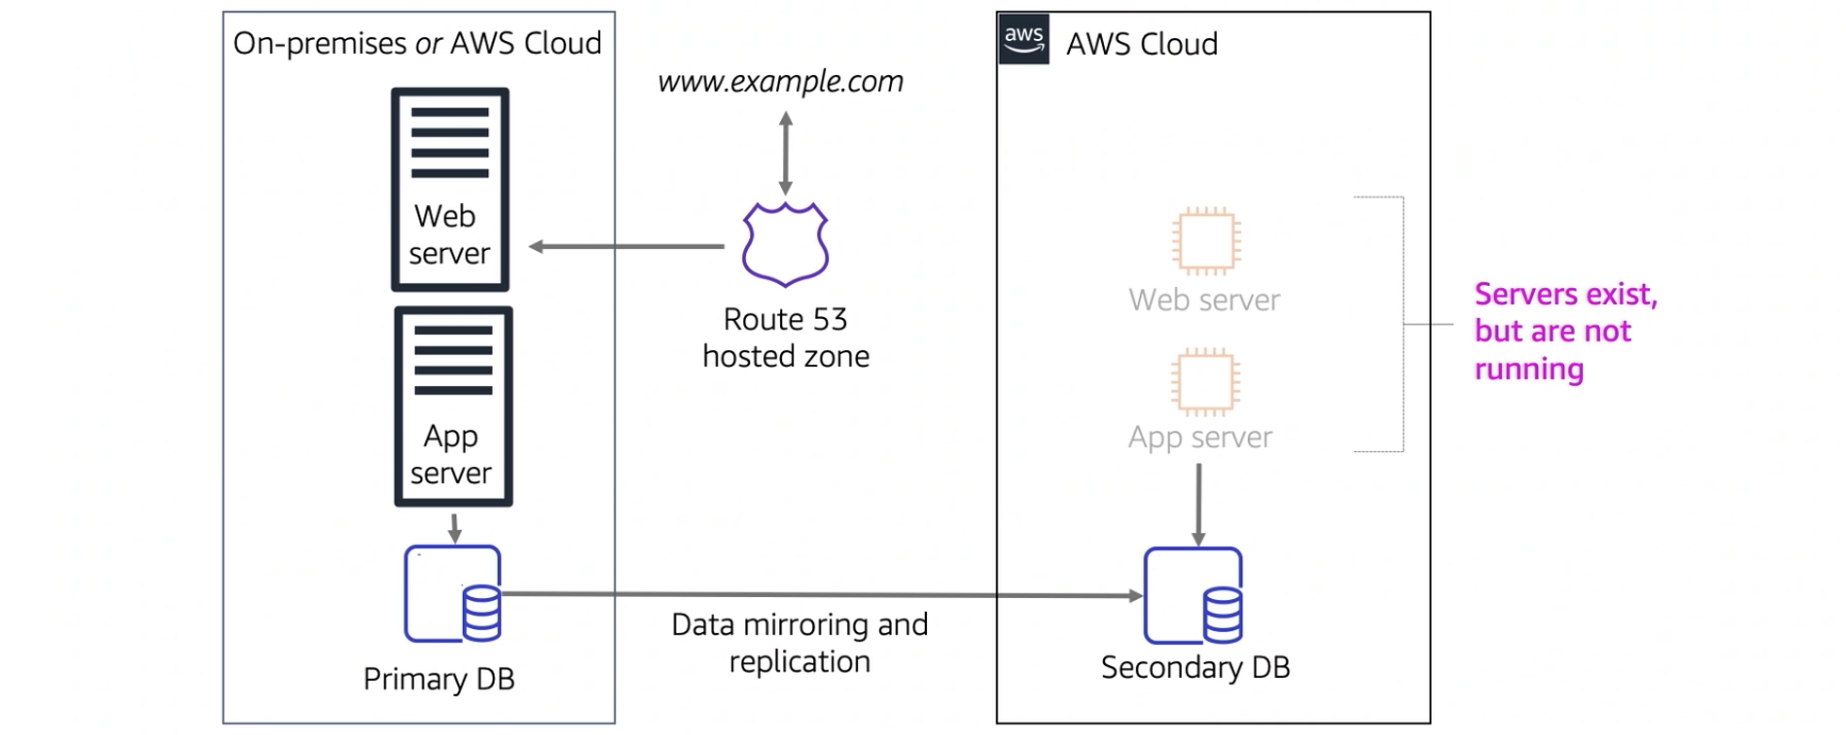 On-premises or AWS Cloud
Web
server
App
server
Primary DB
www.example.com
Route 53
hosted zone
Data mirroring and
replication
aws
AWS Cloud
Web server
App server
Secondary DB
Servers exist,
but are not
running